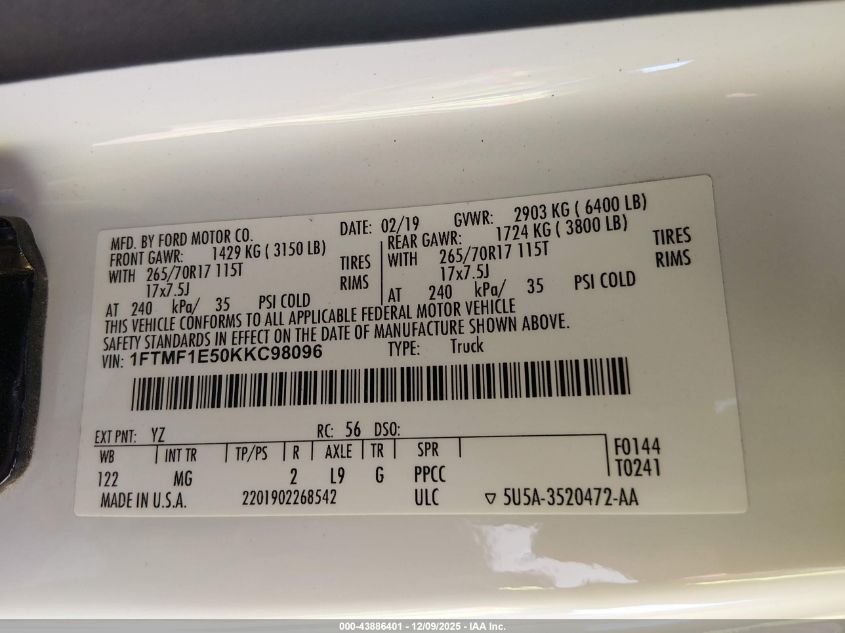 MFD. BY FORD MOTOR CO. DATE: 02/19 GVWR: 2903 KG ( 6400 LB)
FRONT GAWR: 1429 KG ( 3150 LB) REAR GAWR: 1724 KG ( 3800 LB)
WITH 265/70R17 115T TIRES WITH 265/70R17 115T TIRES
17x7.5J RIMS 17x7.5J RIMS
AT 240 kPa/ 35 PSI COLD AT 240 kPa/ 35 PSI COLD
THIS VEHICLE CONFORMS TO ALL APPLICABLE FEDERAL MOTOR VEHICLE
SAFETY STANDARDS IN EFFECT ON THE DATE OF MANUFACTURE SHOWN ABOVE.
VIN: 1FTMF1E50KKC98096 TYPE: Truck
EXT PNT: YZ RC: 56 DSO:
WB INT TR TP/PS R AXLE TR SPR F0144
122 MG 2 L9 G PPCC T0241
MADE IN U.S.A. 2201902268542 ULC ▽ 5U5A-3520472-AA
000-43886401 - 12/09/2025 - IAA Inc.